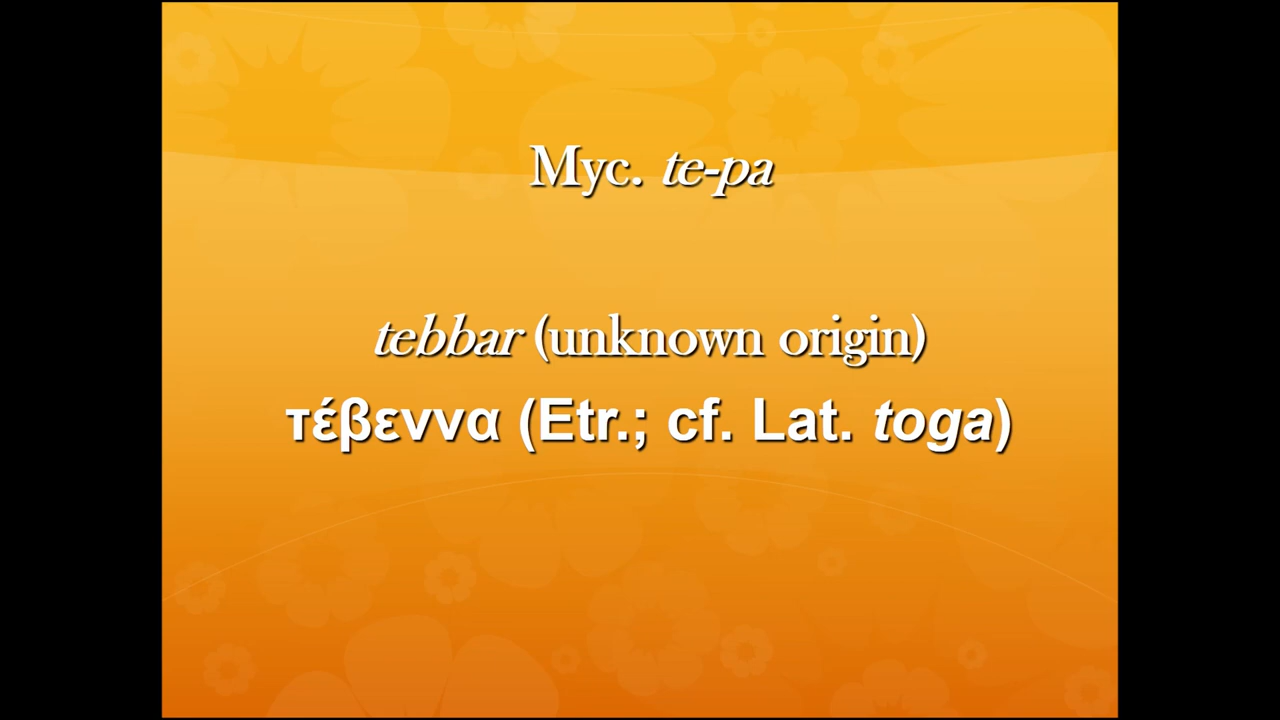 Myc. te-pa
tebbar (unknown origin)
τέβεννα (Etr.; cf. Lat. toga)